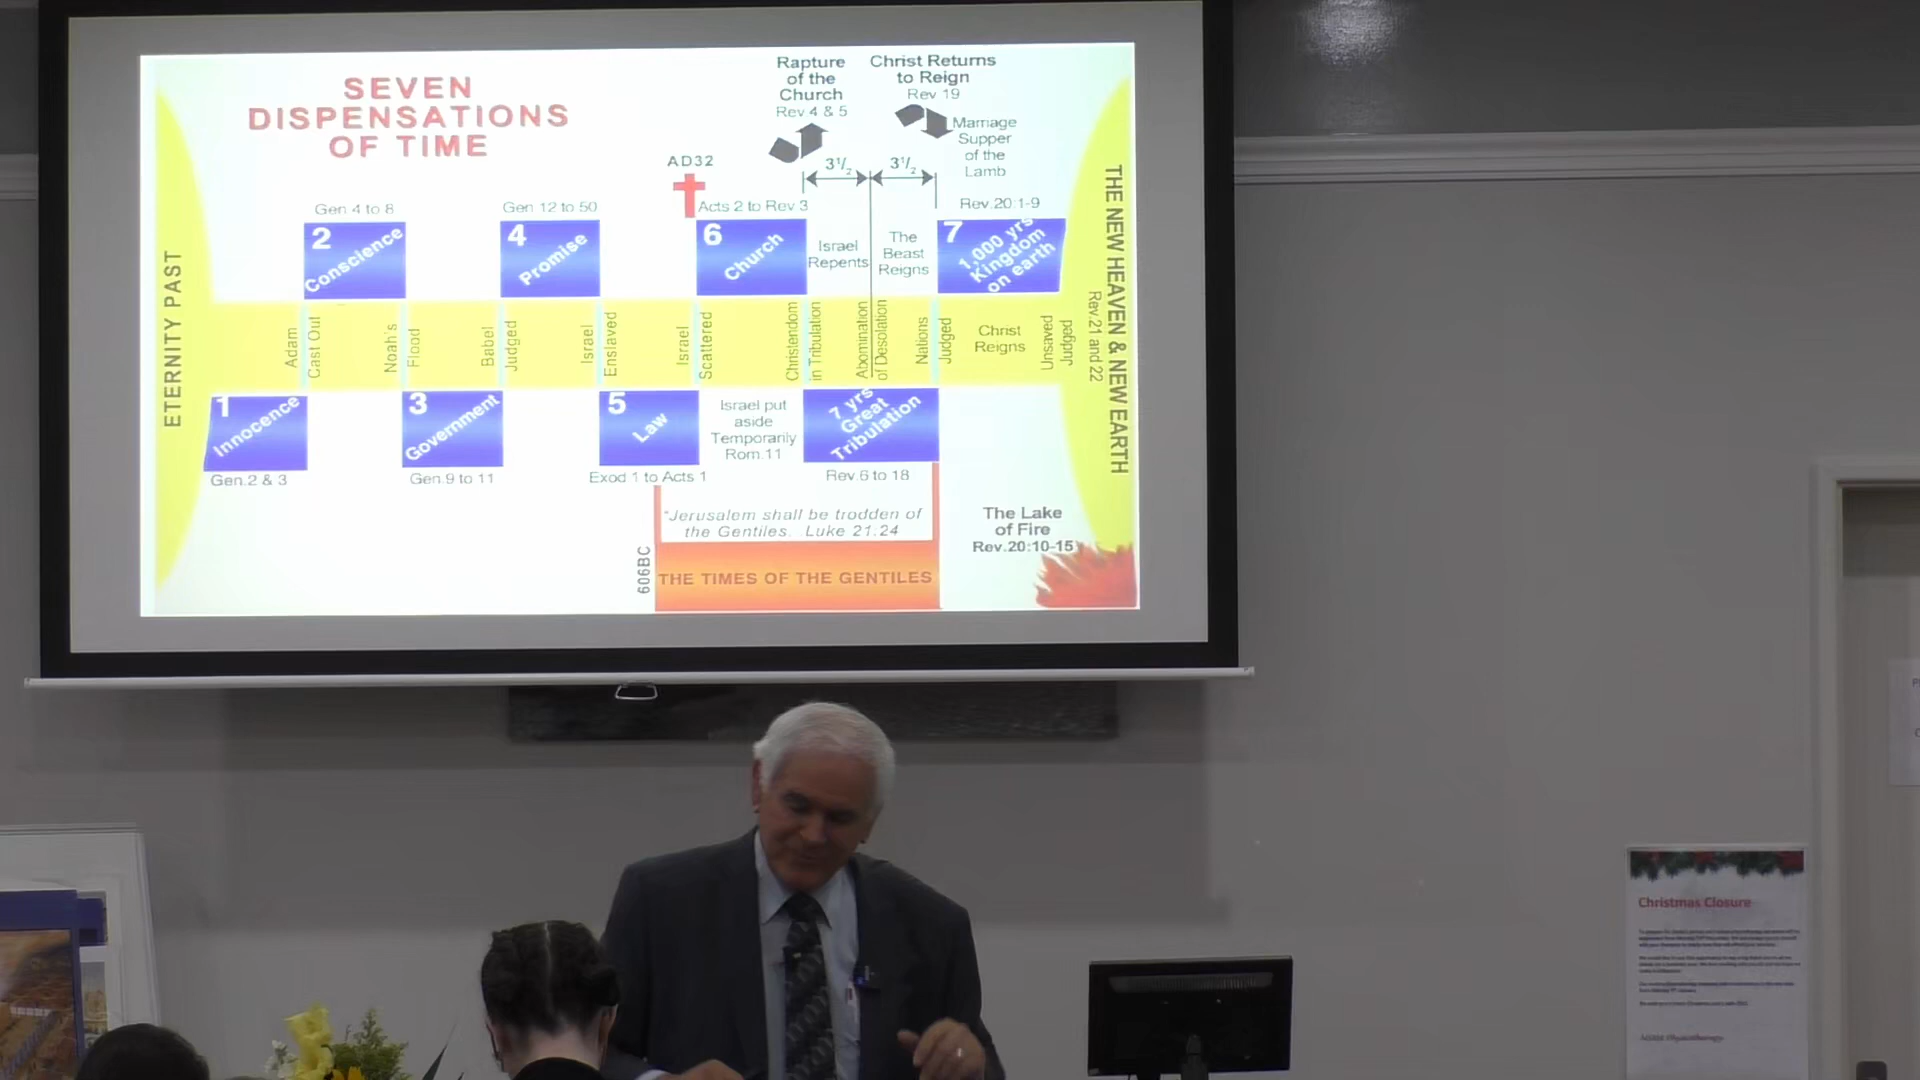 SEVEN
DISPENSATIONS
OF TIME
Rapture
of the
Church
Rev 4 & 5
Christ Returns
to Reign
Rev 19
Marriage
Supper
of the
Lamb
3½
3½
AD32
Gen 4 to 8
Gen 12 to 50
Acts 2 to Rev 3
Rev.20:1-9
2
Conscience
4
Promise
6
Church
Israel
Repents
The
Beast
Reigns
7
1,000 yrs
Kingdom
on earth
ETERNITY PAST
Adam
Cast Out
Noah's
Flood
Babel
Judged
Israel
Enslaved
Israel
Scattered
Christendom
in Tribulation
Abomination
of Desolation
Nations
Judged
Christ
Reigns
Unsaved
Judged
THE NEW HEAVEN & NEW EARTH
Rev.21 and 22
1
Innocence
3
Government
5
Law
Israel put
aside
Temporarily
Rom.11
7 yrs
Great
Tribulation
Gen.2 & 3
Gen.9 to 11
Exod 1 to Acts 1
Rev.6 to 18
"Jerusalem shall be trodden of
the Gentiles. Luke 21:24
606BC
THE TIMES OF THE GENTILES
The Lake
of Fire
Rev.20:10-15
Christmas Closure